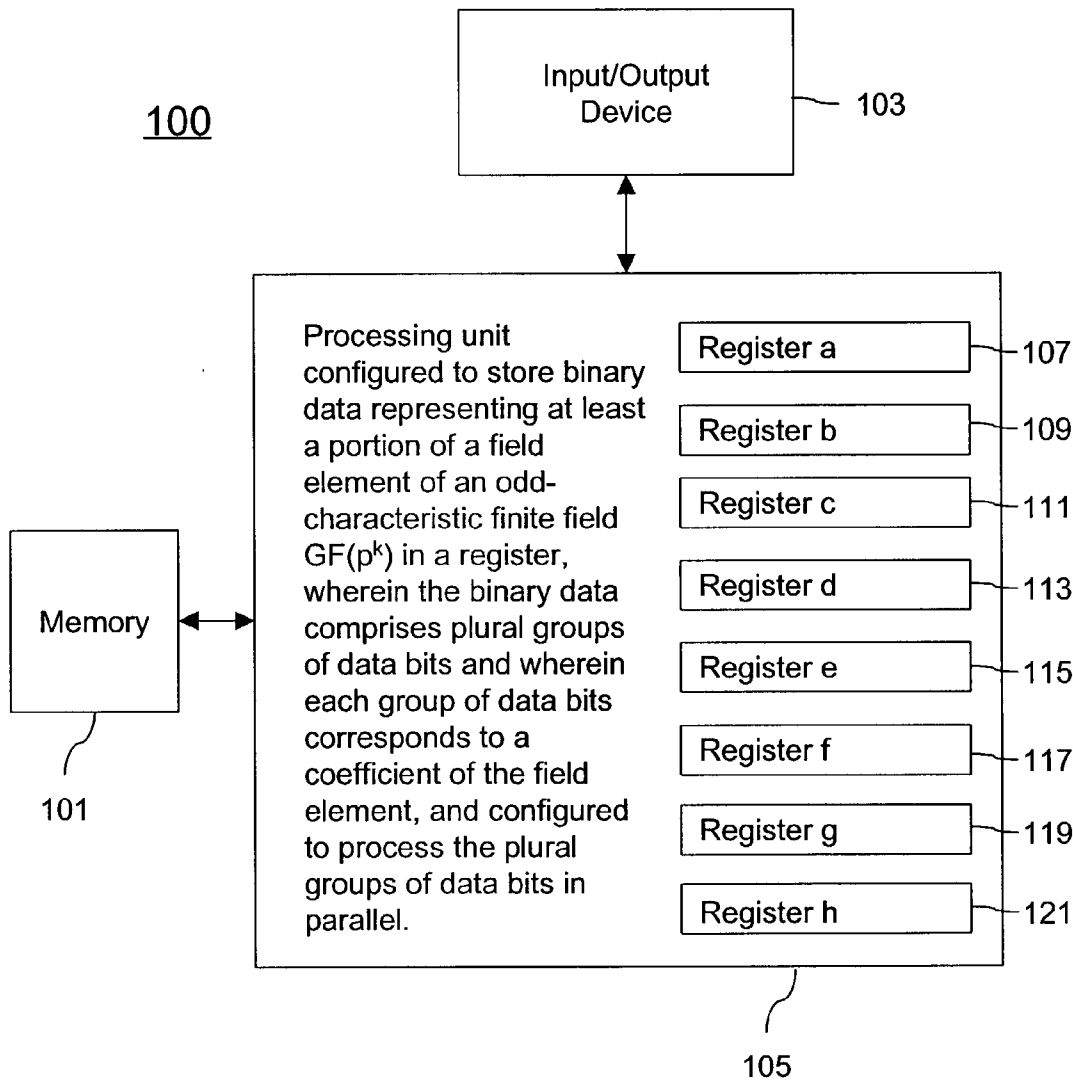 100
Input/Output
Device
103
Processing unit
configured to store binary
data representing at least
a portion of a field
element of an odd-
characteristic finite field
GF(pᵏ) in a register,
wherein the binary data
comprises plural groups
of data bits and wherein
each group of data bits
corresponds to a
coefficient of the field
element, and configured
to process the plural
groups of data bits in
parallel.
Register a
107
Register b
109
Register c
111
Register d
113
Register e
115
Register f
117
Register g
119
Register h
121
Memory
101
105